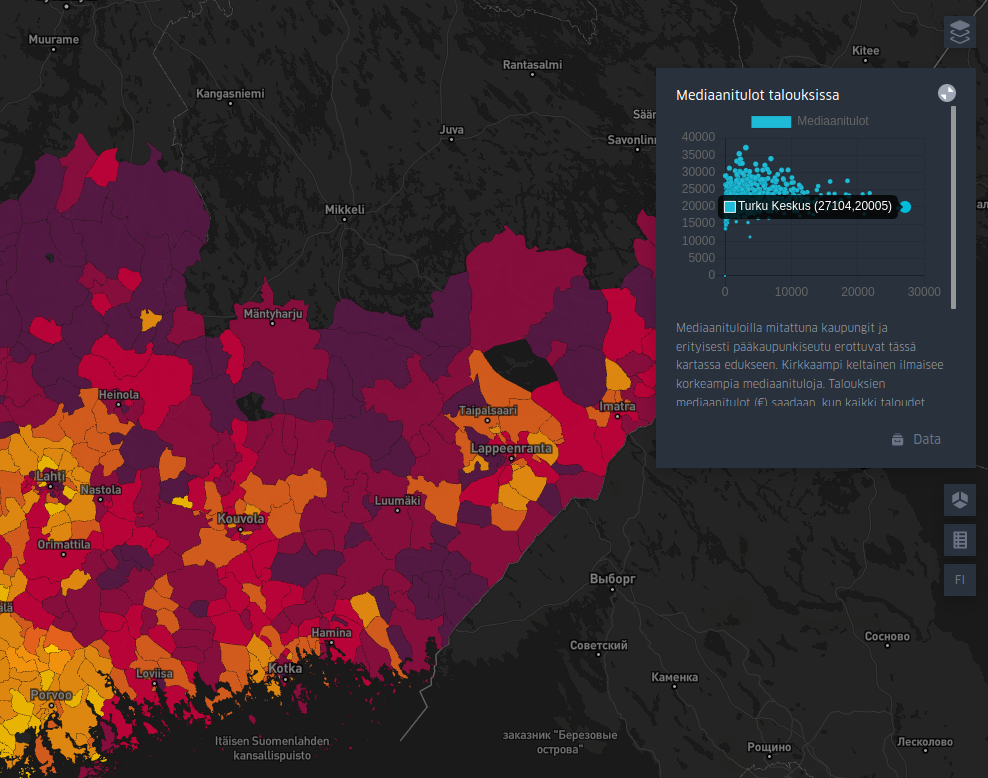 Muurame
Kitee
Rantasalmi
Kangasniemi
Juva
Säär
Savonlinn
Mikkeli
Mäntyharju
Heinola
Taipalsaari
Imatra
Lappeenranta
Lahti
Nastola
Luumäki
Kouvola
Orimattila
Выборг
älä
Hamina
Советский
Сосново
Kotka
Loviisa
Каменка
Porvoo
Itäisen Suomenlahden
kansallispuisto
заказник "Березовые
острова"
Рощино
Лесколово
Mediaanitulot talouksissa
Mediaanitulot
40000
35000
30000
25000
20000
15000
10000
5000
0
Turku Keskus (27104,20005)
0
10000
20000
30000
Mediaanituloilla mitattuna kaupungit ja
erityisesti pääkaupunkiseutu erottuvat tässä
kartassa edukseen. Kirkkaampi keltainen ilmaisee
korkeampia mediaanituloja. Talouksien
mediaanitulot (€) saadaan, kun kaikki taloudet
Data
FI